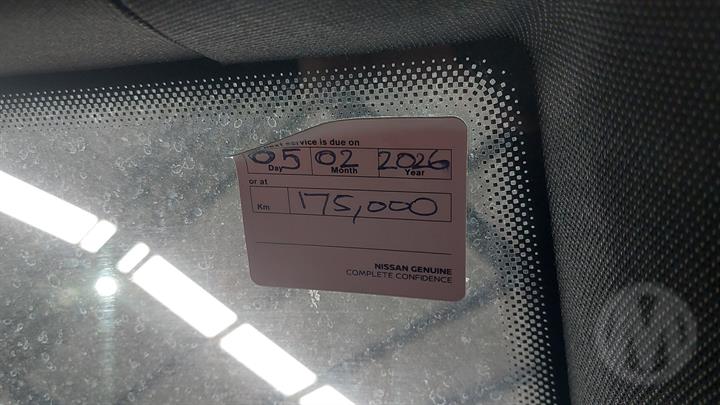 service is due on
05 02 2026
Day Month Year
or at
Km 175,000
NISSAN GENUINE
COMPLETE CONFIDENCE